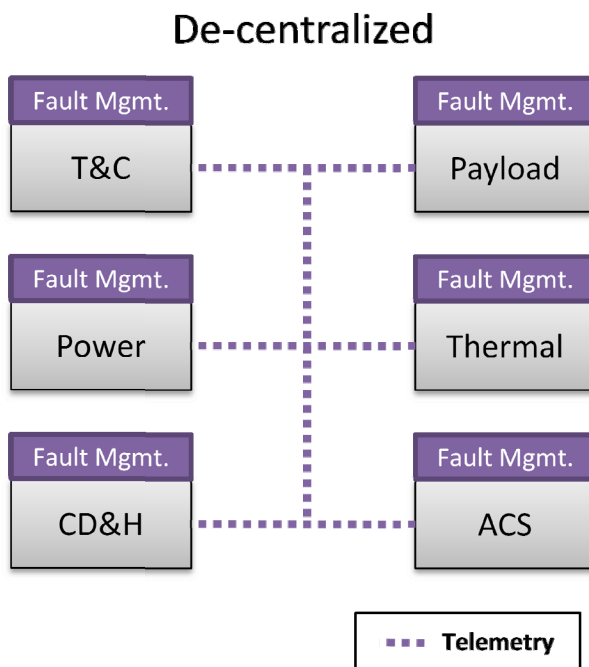 De-centralized
Fault Mgmt.
T&C
Fault Mgmt.
Payload
Fault Mgmt.
Power
Fault Mgmt.
Thermal
Fault Mgmt.
CD&H
Fault Mgmt.
ACS
Telemetry